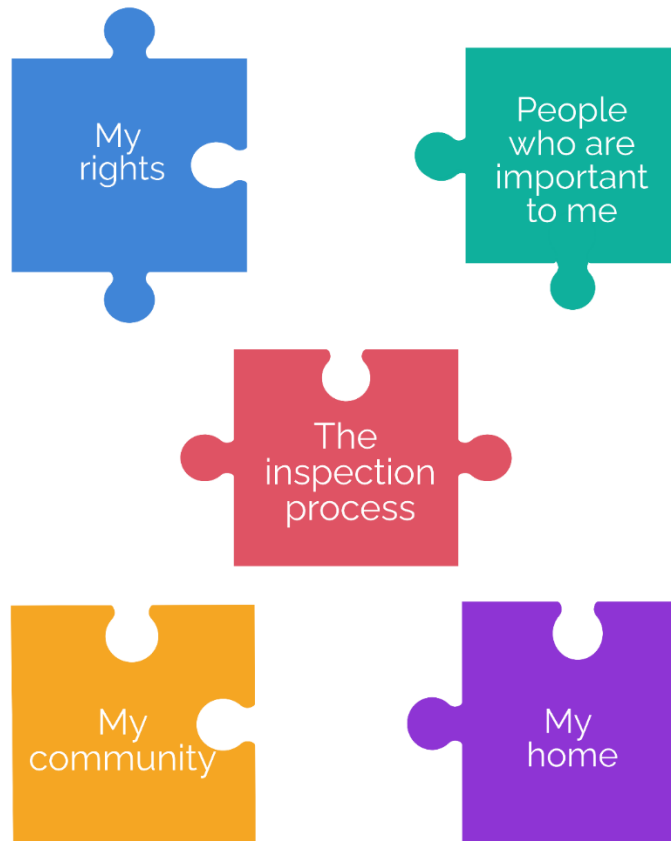 My
rights
People
who are
important
to me
The
inspection
process
My
community
My
home